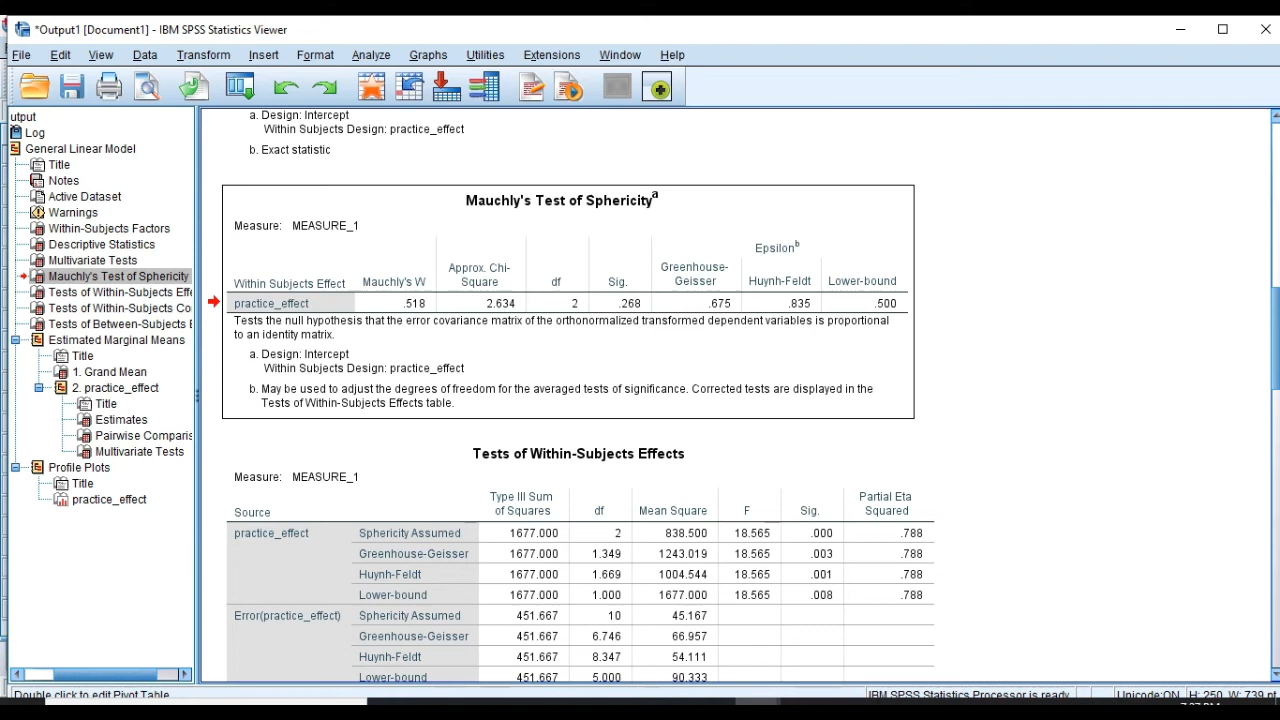 *Output1 [Document1] - IBM SPSS Statistics Viewer
File Edit View Data Transform Insert Format Analyze Graphs Utilities Extensions Window Help
utput
Log
General Linear Model
Title
Notes
Active Dataset
Warnings
Within-Subjects Factors
Descriptive Statistics
Multivariate Tests
Mauchly's Test of Sphericity
Tests of Within-Subjects Effe
Tests of Within-Subjects Co
Tests of Between-Subjects E
Estimated Marginal Means
Title
1. Grand Mean
2. practice_effect
Title
Estimates
Pairwise Comparis
Multivariate Tests
Profile Plots
Title
practice_effect
a. Design: Intercept
Within Subjects Design: practice_effect
b. Exact statistic
Mauchly's Test of Sphericitya
Measure: MEASURE_1
Epsilonb
Within Subjects Effect Mauchly's W Approx. Chi-Square df Sig. Greenhouse-Geisser Huynh-Feldt Lower-bound
practice_effect .518 2.634 2 .268 .675 .835 .500
Tests the null hypothesis that the error covariance matrix of the orthonormalized transformed dependent variables is proportional
to an identity matrix.
a. Design: Intercept
Within Subjects Design: practice_effect
b. May be used to adjust the degrees of freedom for the averaged tests of significance. Corrected tests are displayed in the
Tests of Within-Subjects Effects table.
Tests of Within-Subjects Effects
Measure: MEASURE_1
Source Type III Sum of Squares df Mean Square F Sig. Partial Eta Squared
practice_effect Sphericity Assumed 1677.000 2 838.500 18.565 .000 .788
Greenhouse-Geisser 1677.000 1.349 1243.019 18.565 .003 .788
Huynh-Feldt 1677.000 1.669 1004.544 18.565 .001 .788
Lower-bound 1677.000 1.000 1677.000 18.565 .008 .788
Error(practice_effect) Sphericity Assumed 451.667 10 45.167
Greenhouse-Geisser 451.667 6.746 66.957
Huynh-Feldt 451.667 8.347 54.111
Lower-bound 451.667 5.000 90.333
Double click to edit Pivot Table IBM SPSS Statistics Processor is ready Unicode:ON H: 250, W: 739 pt